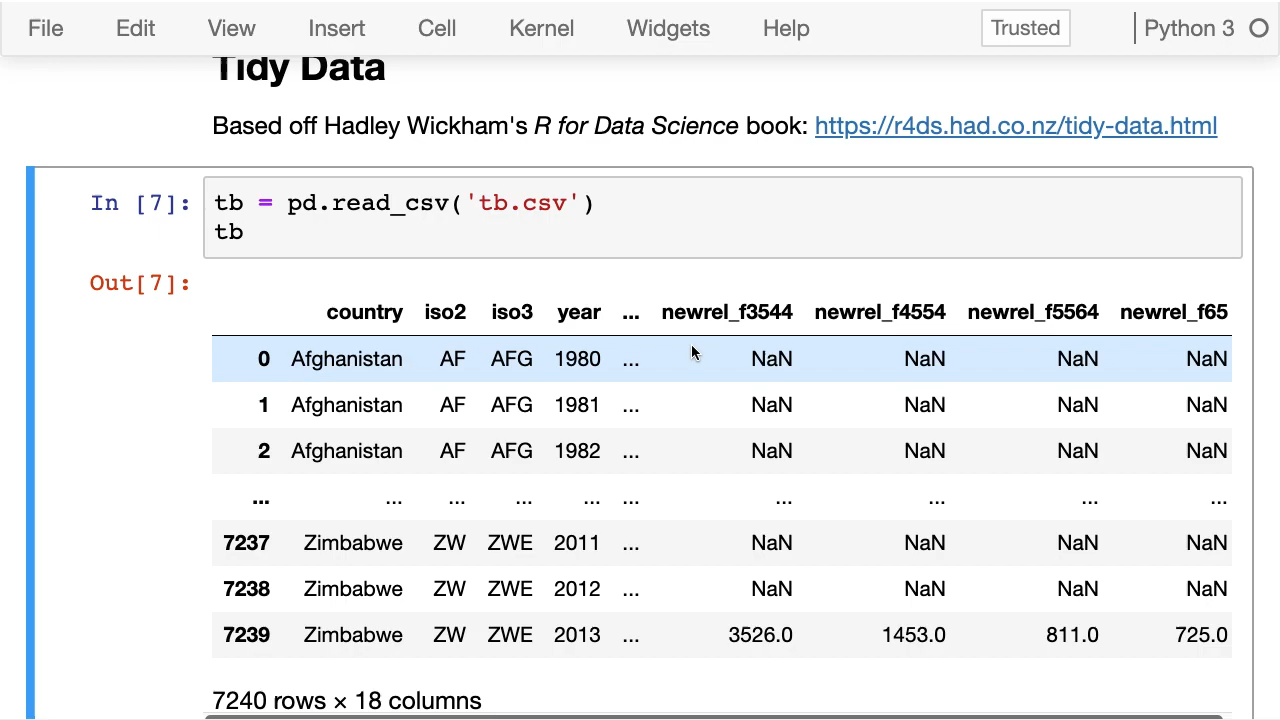 File Edit View Insert Cell Kernel Widgets Help Trusted Python 3
Tidy Data
Based off Hadley Wickham's R for Data Science book: https://r4ds.had.co.nz/tidy-data.html
In [7]: tb = pd.read_csv('tb.csv')
tb
Out[7]:
country iso2 iso3 year ... newrel_f3544 newrel_f4554 newrel_f5564 newrel_f65
0 Afghanistan AF AFG 1980 ... NaN NaN NaN NaN
1 Afghanistan AF AFG 1981 ... NaN NaN NaN NaN
2 Afghanistan AF AFG 1982 ... NaN NaN NaN NaN
... ... ... ... ... ... ... ... ... ...
7237 Zimbabwe ZW ZWE 2011 ... NaN NaN NaN NaN
7238 Zimbabwe ZW ZWE 2012 ... NaN NaN NaN NaN
7239 Zimbabwe ZW ZWE 2013 ... 3526.0 1453.0 811.0 725.0
7240 rows × 18 columns